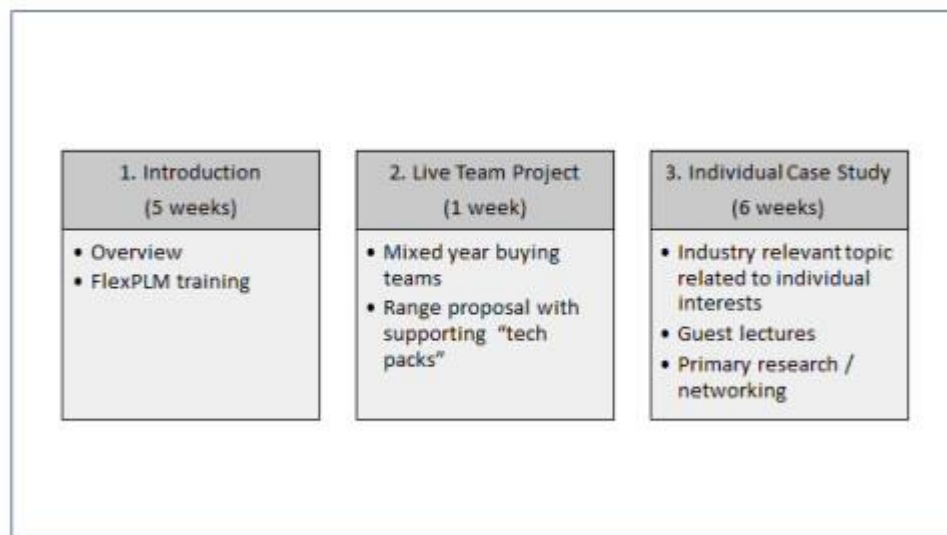 1. Introduction
(5 weeks)
• Overview
• FlexPLM training
2. Live Team Project
(1 week)
• Mixed year buying
teams
• Range proposal with
supporting “tech
packs”
3. Individual Case Study
(6 weeks)
• Industry relevant topic
related to individual
interests
• Guest lectures
• Primary research /
networking